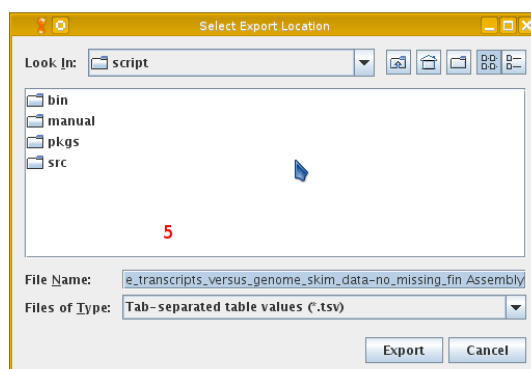 Select Export Location
Look In: script
bin
manual
pkgs
src
5
File Name: e_transcripts_versus_genome_skim_data-no_missing_fin Assembly
Files of Type: Tab-separated table values (*.tsv)
Export Cancel